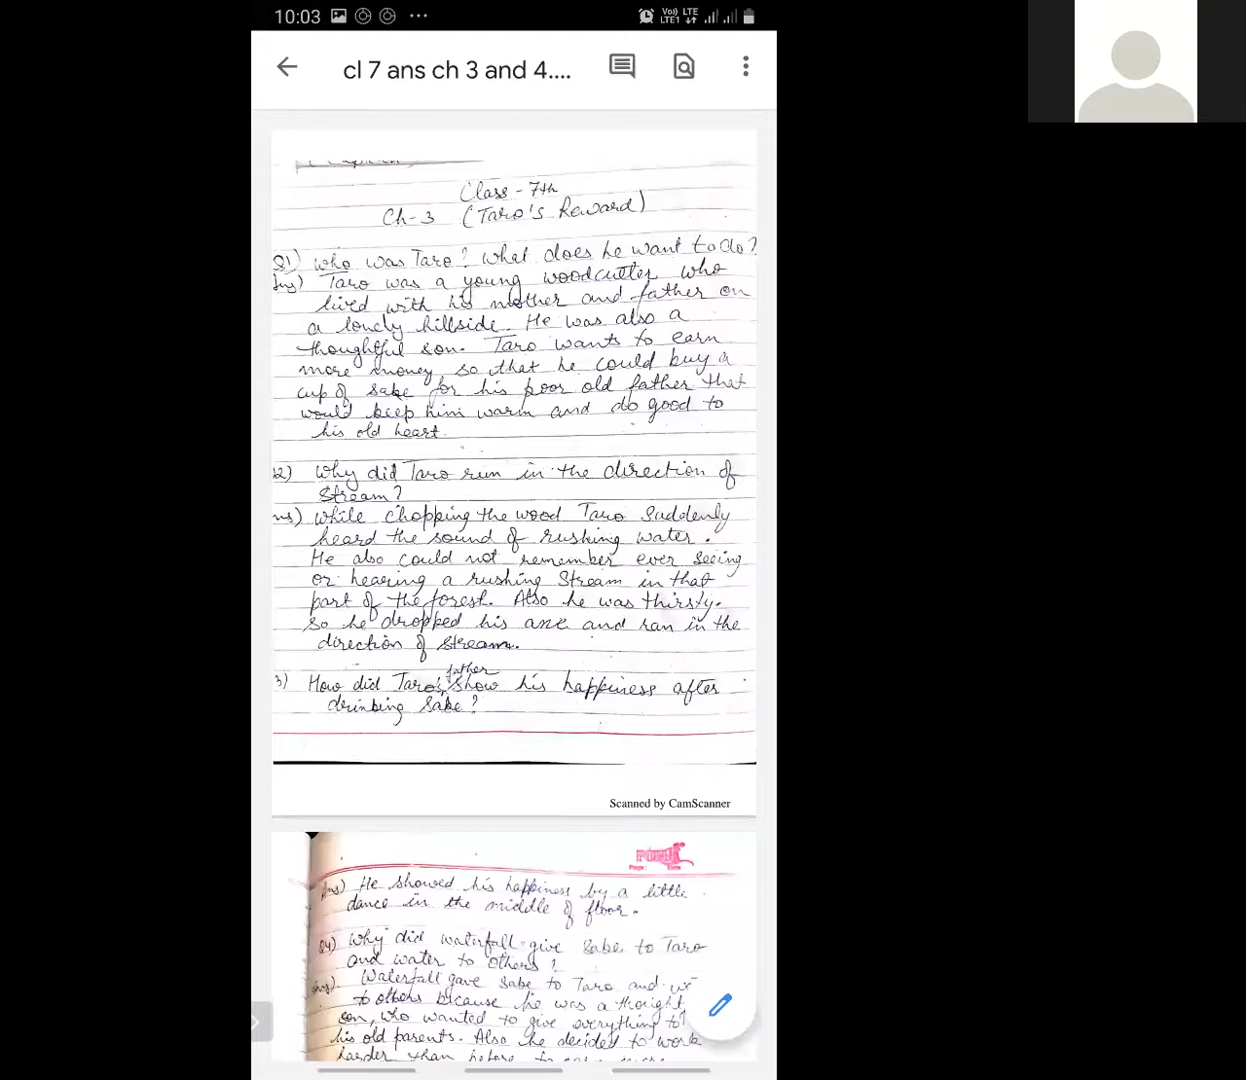 10:03
Vo) LTE
LTE1
cl 7 ans ch 3 and 4....
Class - 7th
Ch-3 (Taro's Reward)
Q1) who was Taro? What does he want to do?
Ans) Taro was a young woodcutter who
lived with his mother and father on
a lonely hillside. He was also a
thoughtful son. Taro wants to earn
more money, so that he could buy a
cup of sake for his poor old father that
would keep him warm and do good to
his old heart.
2) Why did Taro run in the direction of
Stream?
ns) While chopping the wood Taro Suddenly
heard the sound of rushing water.
He also could not remember ever seeing
or hearing a rushing Stream in that
part of the forest. Also he was thirsty.
So he dropped his axe and ran in the
direction of Stream.
father
3) How did Taro's show his happiness after
drinking Sake?
Scanned by CamScanner
Ans) He showed his happiness by a little
dance in the middle of floor.
Q4) Why did waterfall give Sake to Taro
and water to others?
Ans) Waterfall gave Sake to Taro and
to others because he was a
son, who wanted to give everything to
his old parents. Also he decided to work
harder than before to